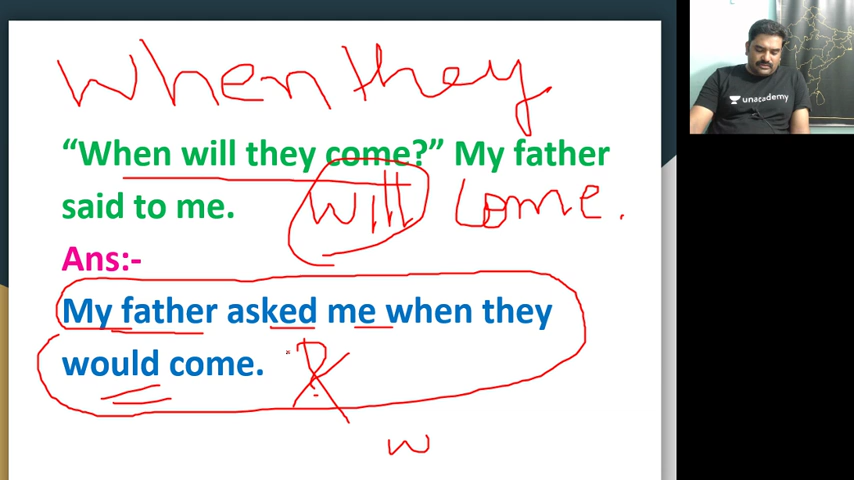 When they
“When will they come?” My father
said to me.
will come.
Ans:-
My father asked me when they
would come.
?
w
unacademy